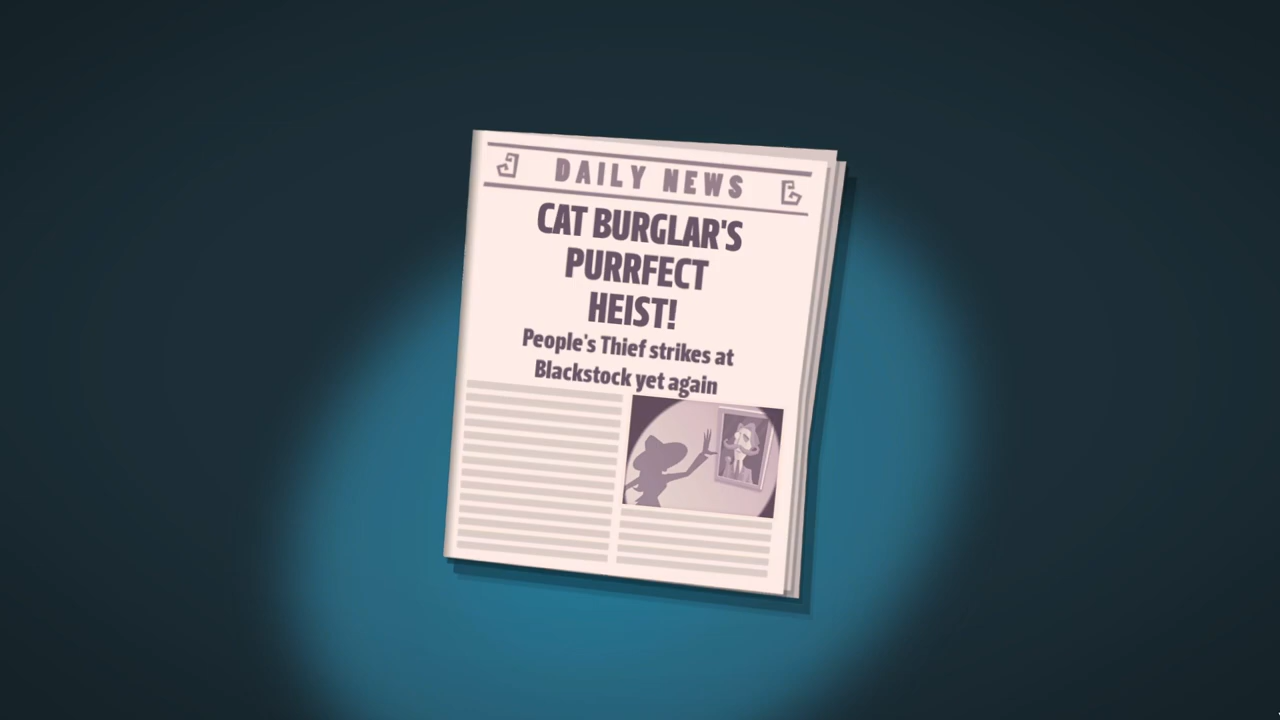 DAILY NEWS
CAT BURGLAR'S
PURRFECT
HEIST!
People's Thief strikes at
Blackstock yet again